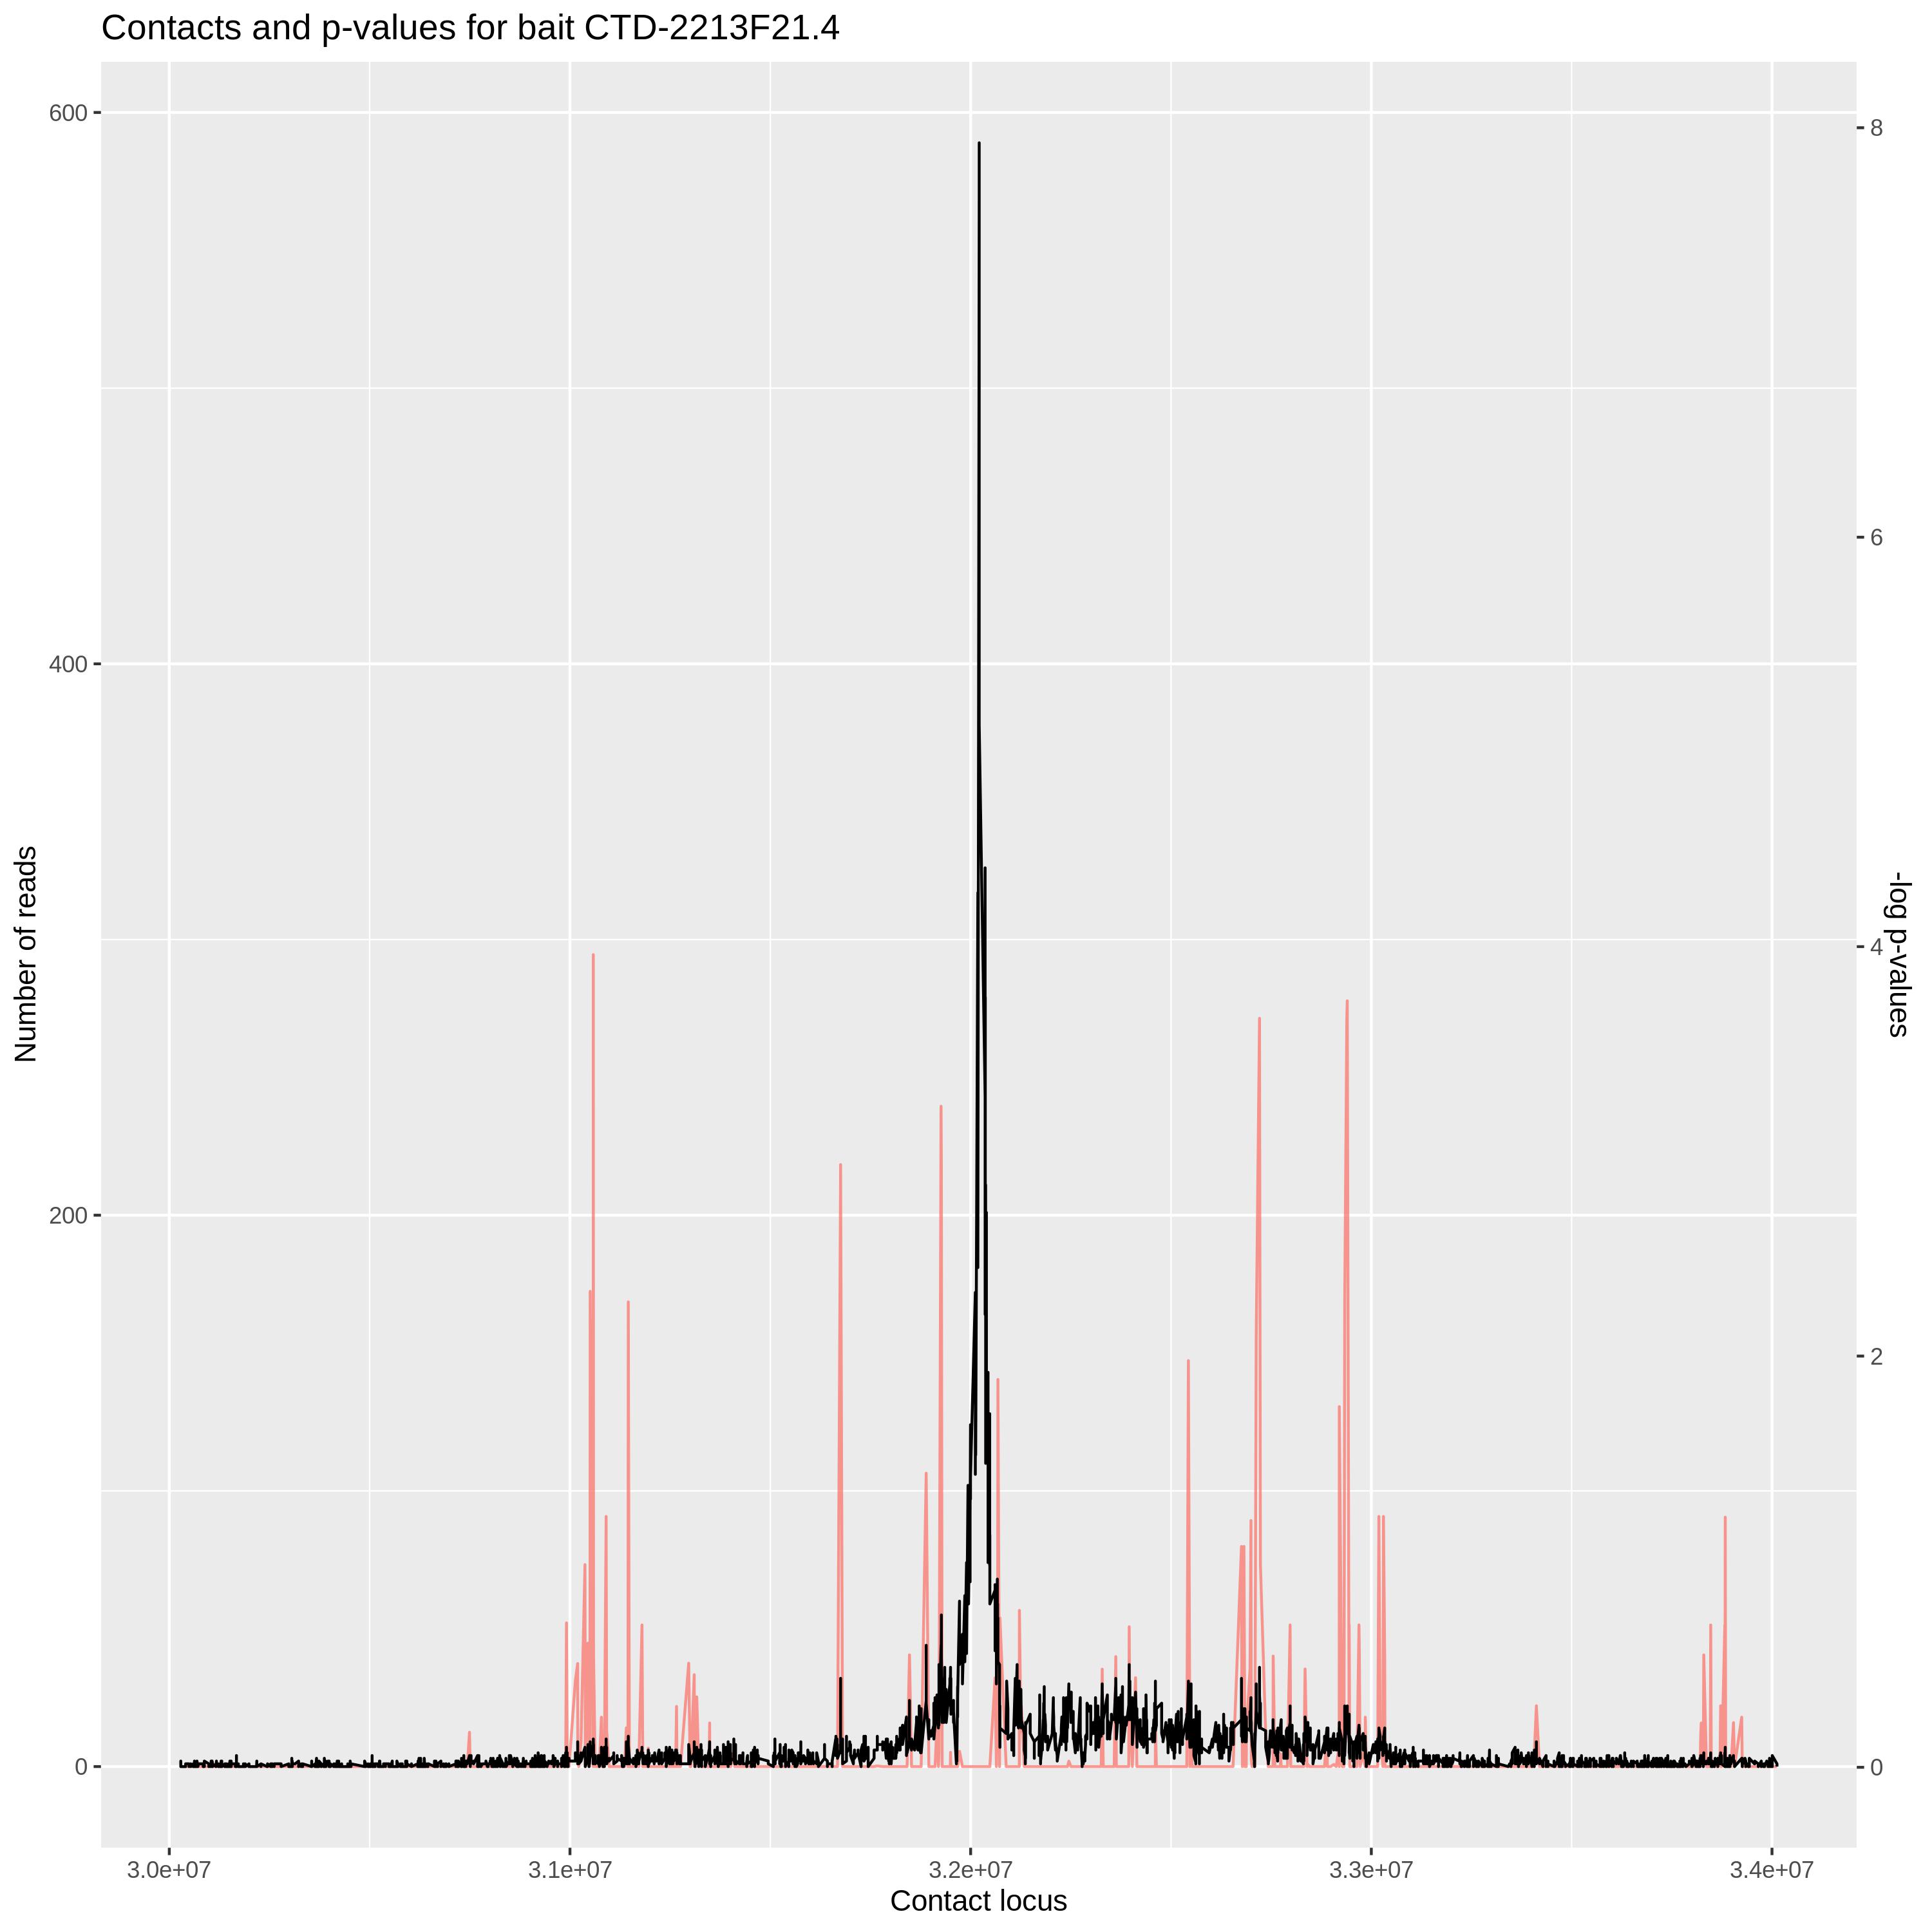 Contacts and p-values for bait CTD-2213F21.4
600
400
200
0
Number of reads
8
6
4
2
0
-log p-values
3.0e+07 3.1e+07 3.2e+07 3.3e+07 3.4e+07
Contact locus